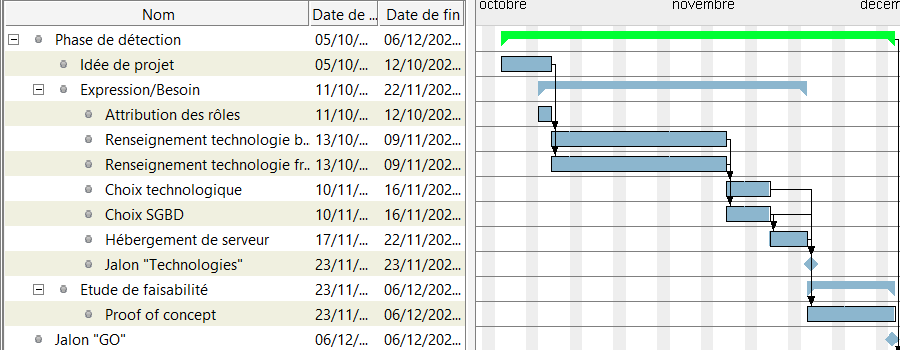 octobre novembre decem
Nom Date de ... Date de fin
Phase de détection 05/10/... 06/12/202...
Idée de projet 05/10/... 12/10/202...
Expression/Besoin 11/10/... 22/11/202...
Attribution des rôles 11/10/... 12/10/202...
Renseignement technologie b... 13/10/... 09/11/202...
Renseignement technologie fr... 13/10/... 09/11/202...
Choix technologique 10/11/... 16/11/202...
Choix SGBD 10/11/... 16/11/202...
Hébergement de serveur 17/11/... 22/11/202...
Jalon "Technologies" 23/11/... 23/11/202...
Etude de faisabilité 23/11/... 06/12/202...
Proof of concept 23/11/... 06/12/202...
Jalon "GO" 06/12/... 06/12/202...